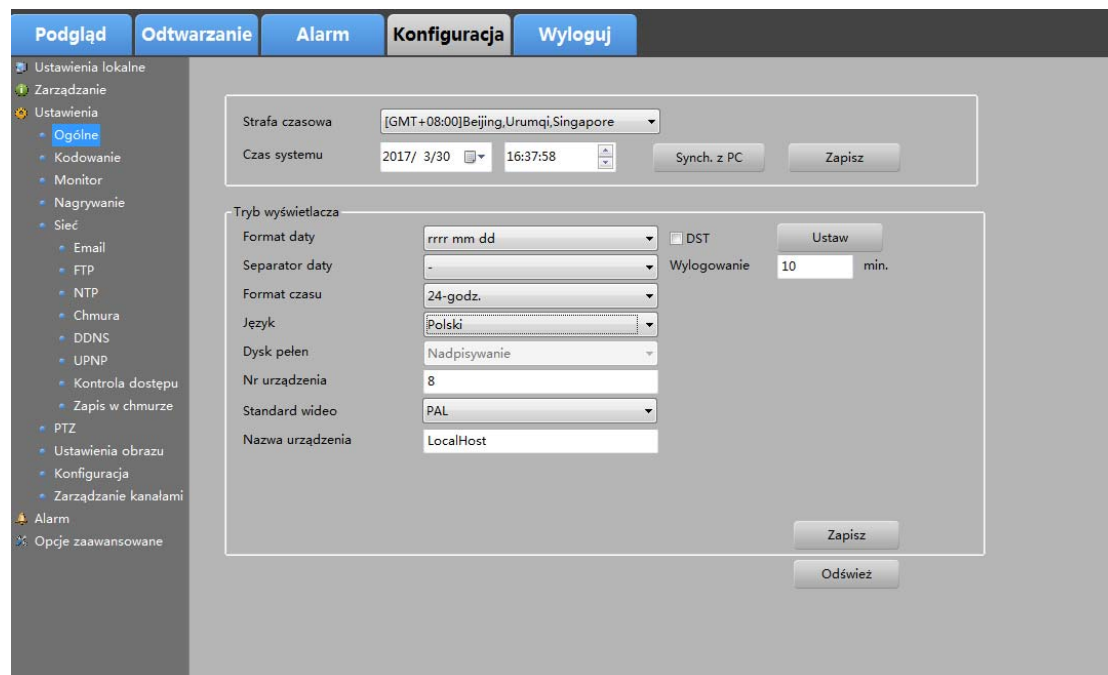 Podgląd Odtwarzanie Alarm Konfiguracja Wyloguj
Ustawienia lokalne
Zarządzanie
Ustawienia
Ogólne
Kodowanie
Monitor
Nagrywanie
Sieć
Email
FTP
NTP
Chmura
DDNS
UPNP
Kontrola dostępu
Zapis w chmurze
PTZ
Ustawienia obrazu
Konfiguracja
Zarządzanie kanałami
Alarm
Opcje zaawansowane
Strafa czasowa [GMT+08:00]Beijing,Urumqi,Singapore
Czas systemu 2017/ 3/30 16:37:58 Synch. z PC Zapisz
Tryb wyświetlacza
Format daty rrrr mm dd DST Ustaw
Separator daty - Wylogowanie 10 min.
Format czasu 24-godz.
Język Polski
Dysk pełen Nadpisywanie
Nr urządzenia 8
Standard wideo PAL
Nazwa urządzenia LocalHost
Zapisz
Odśwież